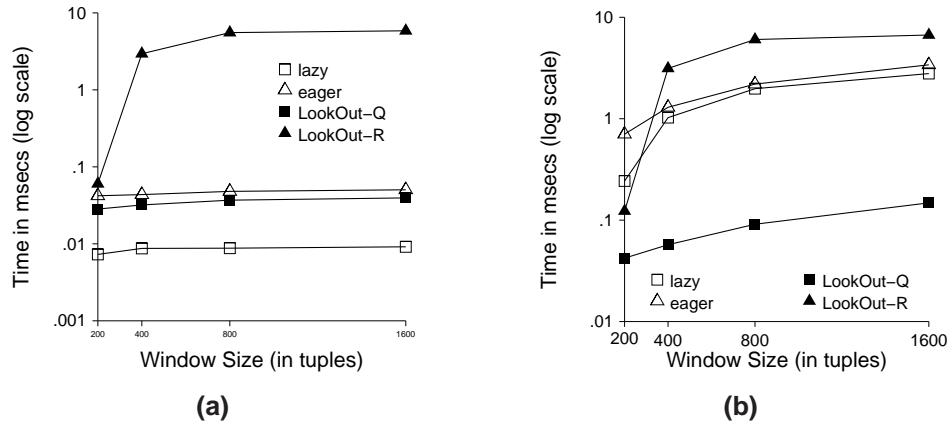 10
1
.1
.01
.001
Time in msecs (log scale)
lazy
eager
LookOut−Q
LookOut−R
200
400
800
1600
Window Size (in tuples)
(a)
10
1
0.1
.01
Time in msecs (log scale)
lazy
eager
LookOut−Q
LookOut−R
200
400
800
1600
Window Size (in tuples)
(b)